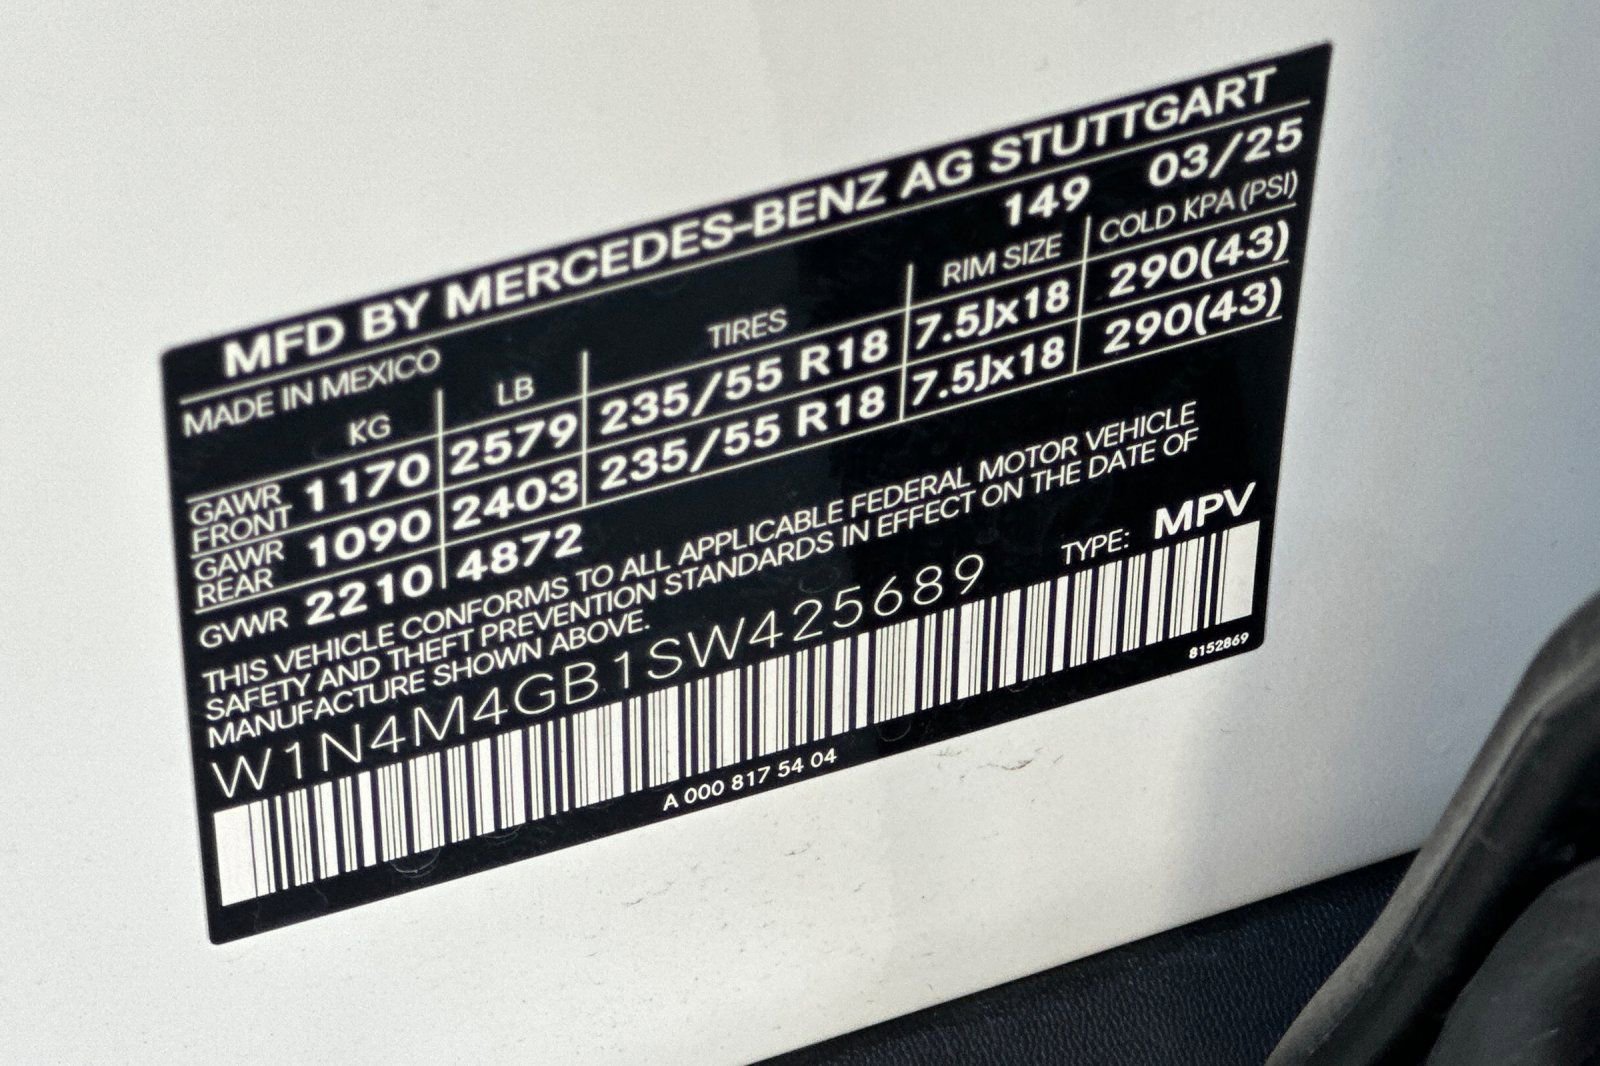 MFD BY MERCEDES-BENZ AG STUTTGART
MADE IN MEXICO 149 03/25
KG LB TIRES RIM SIZE COLD KPA (PSI)
GAWR FRONT 1170 2579 235/55 R18 7.5Jx18 290(43)
GAWR REAR 1090 2403 235/55 R18 7.5Jx18 290(43)
GVWR 2210 4872
THIS VEHICLE CONFORMS TO ALL APPLICABLE FEDERAL MOTOR VEHICLE
SAFETY AND THEFT PREVENTION STANDARDS IN EFFECT ON THE DATE OF
MANUFACTURE SHOWN ABOVE.
TYPE: MPV
W1N4M4GB1SW425689
8152869
A 000 817 54 04